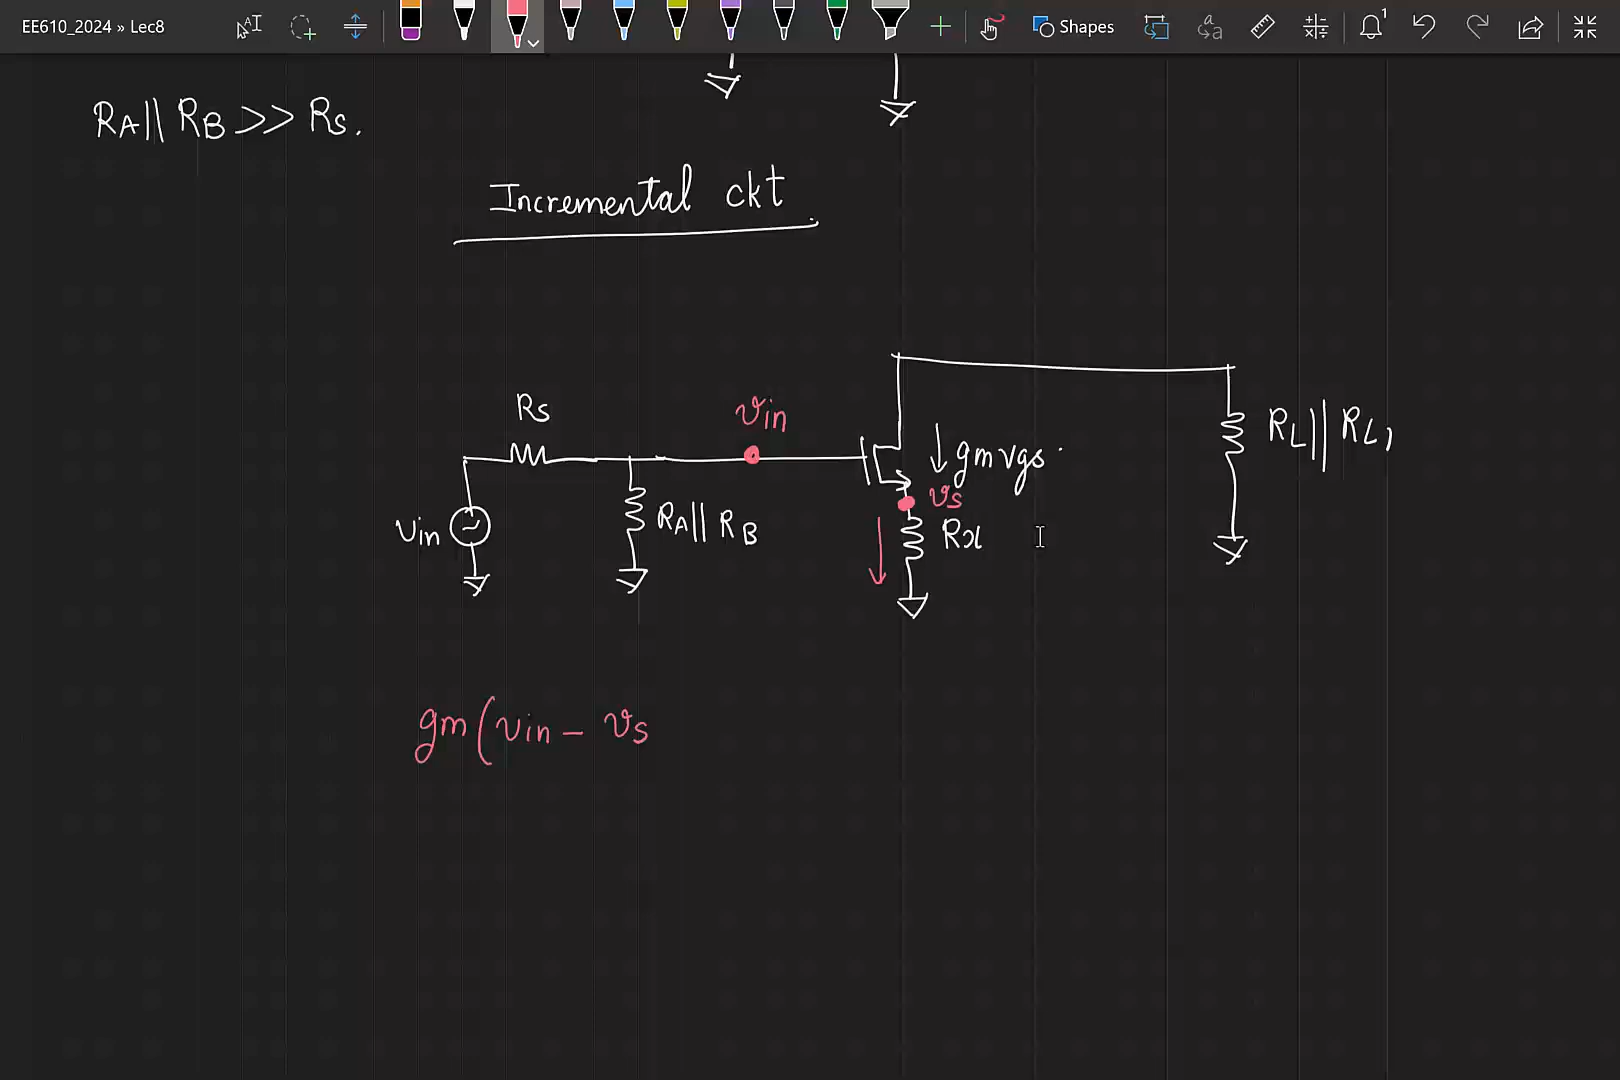 EE610_2024 » Lec8
Shapes
1
RA || RB >> Rs.
Incremental ckt
Rs
vin
vin
RA || RB
gmvgs
vs
Rx
RL || RL1
gm(vin - vs